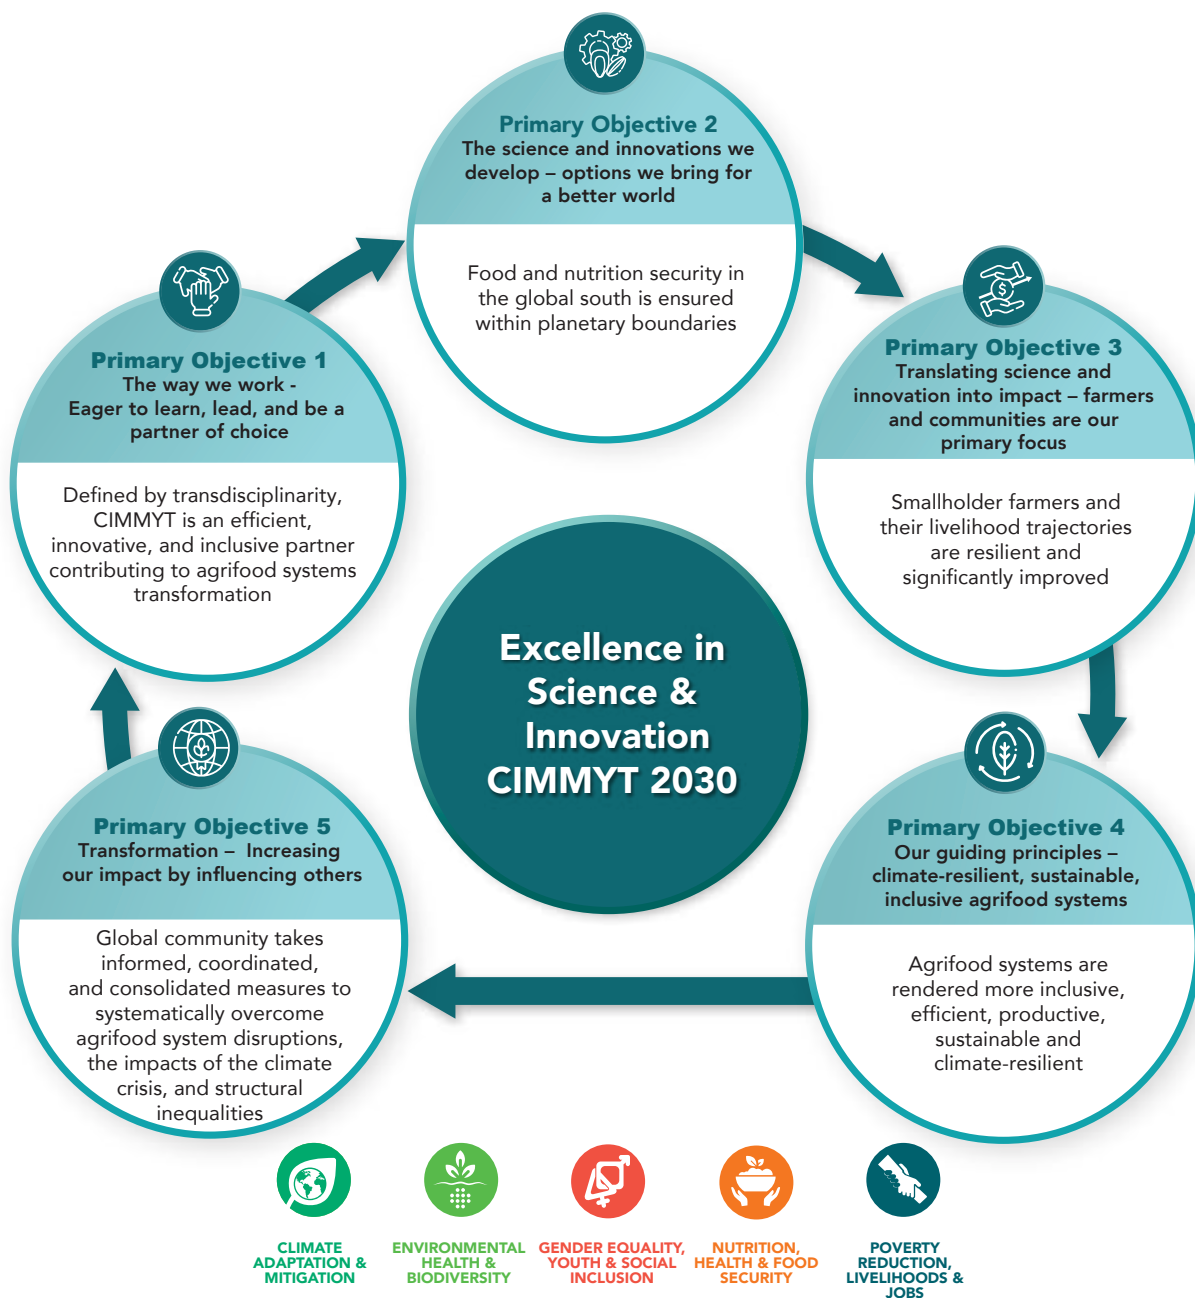 Primary Objective 1
The way we work -
Eager to learn, lead, and be a
partner of choice
Defined by transdisciplinarity,
CIMMYT is an efficient,
innovative, and inclusive partner
contributing to agrifood systems
transformation
Primary Objective 2
The science and innovations we
develop – options we bring for
a better world
Food and nutrition security in
the global south is ensured
within planetary boundaries
Primary Objective 3
Translating science and
innovation into impact – farmers
and communities are our
primary focus
Smallholder farmers and
their livelihood trajectories
are resilient and
significantly improved
Primary Objective 4
Our guiding principles –
climate-resilient, sustainable,
inclusive agrifood systems
Agrifood systems are
rendered more inclusive,
efficient, productive,
sustainable and
climate-resilient
Primary Objective 5
Transformation – Increasing
our impact by influencing others
Global community takes
informed, coordinated,
and consolidated measures to
systematically overcome
agrifood system disruptions,
the impacts of the climate
crisis, and structural
inequalities
Excellence in
Science &
Innovation
CIMMYT 2030
$
CLIMATE
ADAPTATION &
MITIGATION
ENVIRONMENTAL
HEALTH &
BIODIVERSITY
GENDER EQUALITY,
YOUTH & SOCIAL
INCLUSION
NUTRITION,
HEALTH & FOOD
SECURITY
POVERTY
REDUCTION,
LIVELIHOODS &
JOBS